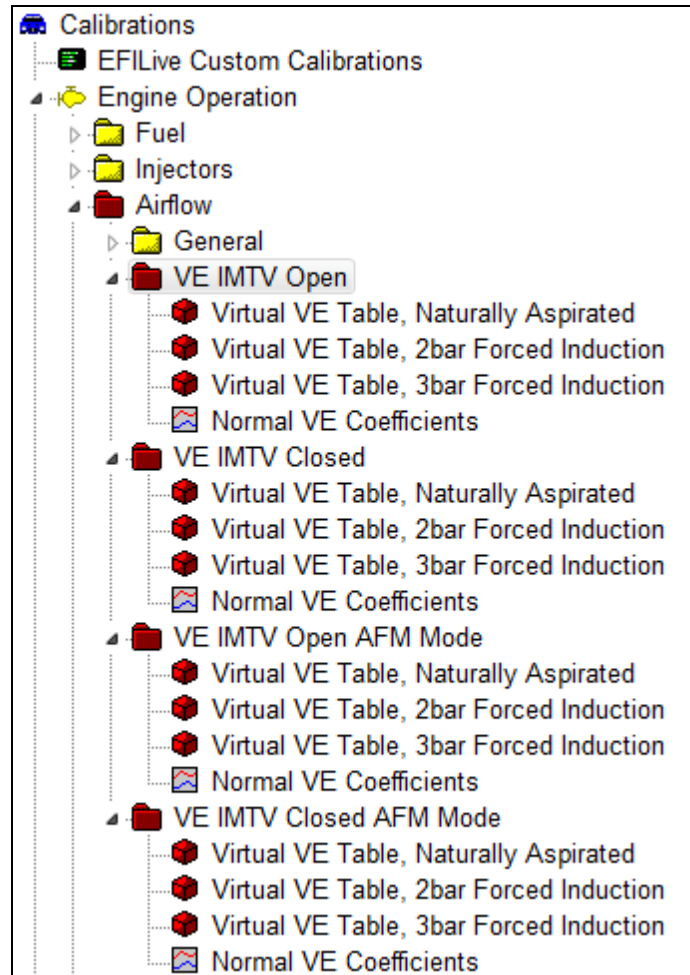 Calibrations
EFILive Custom Calibrations
Engine Operation
Fuel
Injectors
Airflow
General
VE IMTV Open
Virtual VE Table, Naturally Aspirated
Virtual VE Table, 2bar Forced Induction
Virtual VE Table, 3bar Forced Induction
Normal VE Coefficients
VE IMTV Closed
Virtual VE Table, Naturally Aspirated
Virtual VE Table, 2bar Forced Induction
Virtual VE Table, 3bar Forced Induction
Normal VE Coefficients
VE IMTV Open AFM Mode
Virtual VE Table, Naturally Aspirated
Virtual VE Table, 2bar Forced Induction
Virtual VE Table, 3bar Forced Induction
Normal VE Coefficients
VE IMTV Closed AFM Mode
Virtual VE Table, Naturally Aspirated
Virtual VE Table, 2bar Forced Induction
Virtual VE Table, 3bar Forced Induction
Normal VE Coefficients